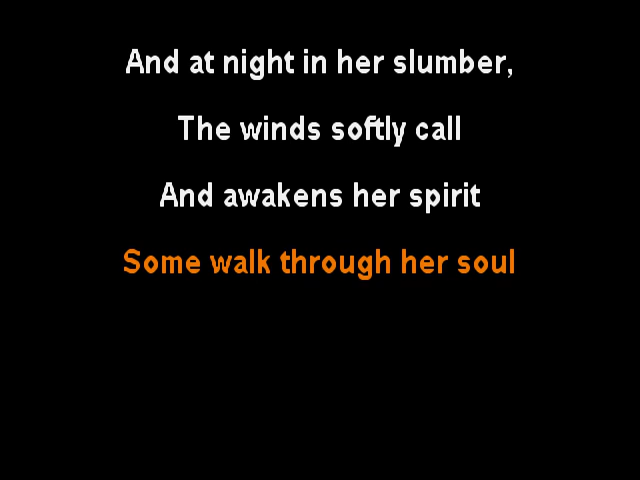 And at night in her slumber,
The winds softly call
And awakens her spirit
Some walk through her soul